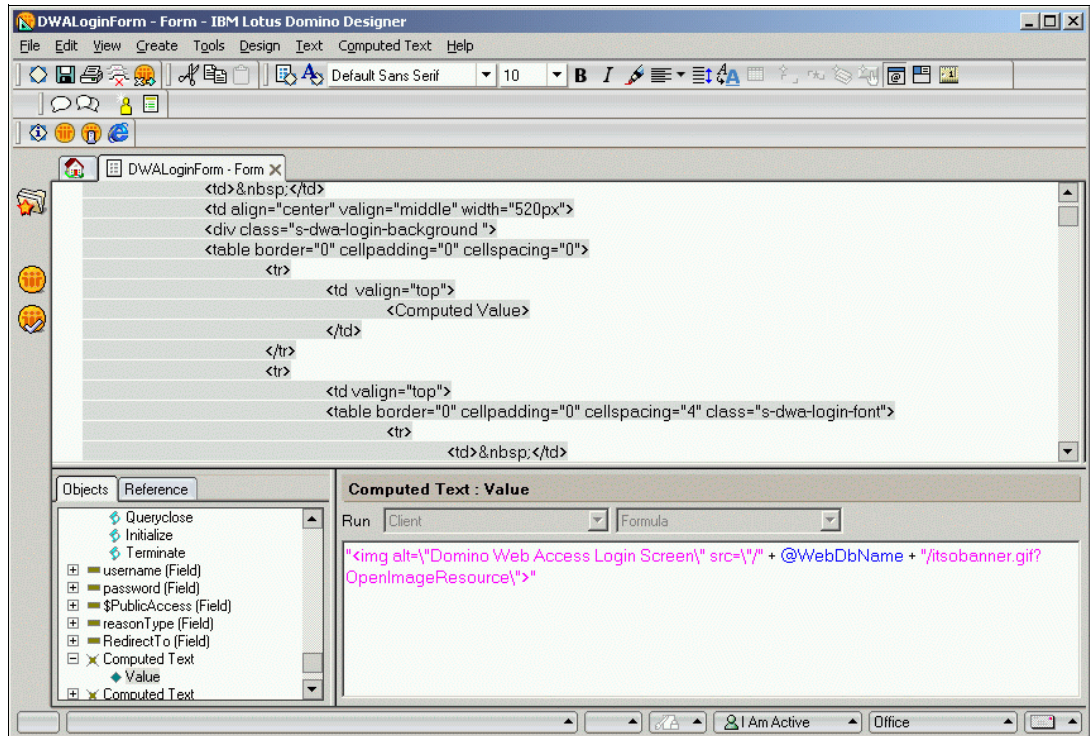 DWALoginForm - Form - IBM Lotus Domino Designer
File Edit View Create Tools Design Text Computed Text Help
Default Sans Serif 10 B I
DWALoginForm - Form
<td>&nbsp;</td>
<td align="center" valign="middle" width="520px">
<div class="s-dwa-login-background ">
<table border="0" cellpadding="0" cellspacing="0">
<tr>
<td valign="top">
<Computed Value>
</td>
</tr>
<tr>
<td valign="top">
<table border="0" cellpadding="0" cellspacing="4" class="s-dwa-login-font">
<tr>
<td>&nbsp;</td>
Objects Reference
Queryclose
Initialize
Terminate
username (Field)
password (Field)
$PublicAccess (Field)
reasonType (Field)
RedirectTo (Field)
Computed Text
Value
Computed Text
Computed Text : Value
Run Client Formula
"<img alt=\"Domino Web Access Login Screen\" src=\"/" + @WebDbName + "/itsobanner.gif?
OpenImageResource\">"
I Am Active Office